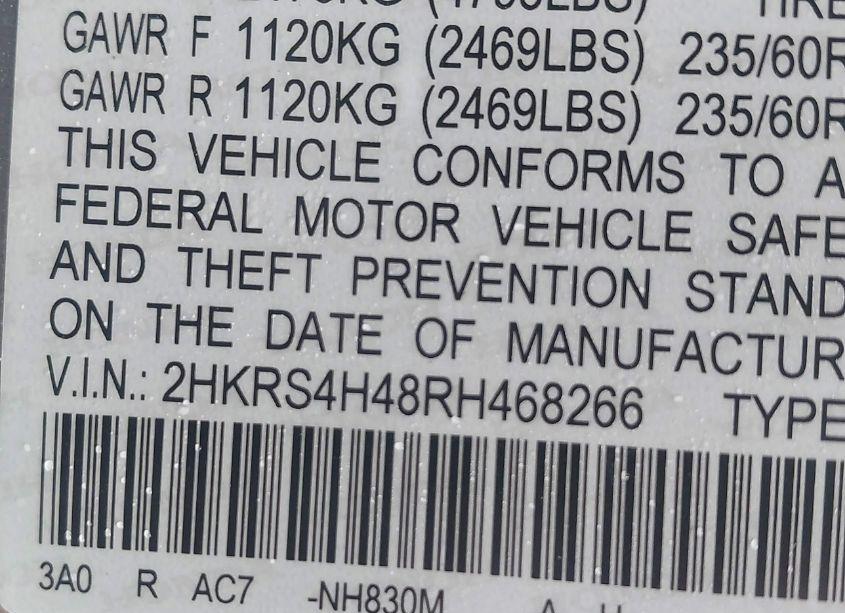 GAWR F 1120KG (2469LBS) 235/60R
GAWR R 1120KG (2469LBS) 235/60R
THIS VEHICLE CONFORMS TO A
FEDERAL MOTOR VEHICLE SAFE
AND THEFT PREVENTION STAND
ON THE DATE OF MANUFACTUR
V.I.N.: 2HKRS4H48RH468266 TYPE
3A0 R AC7 -NH830M